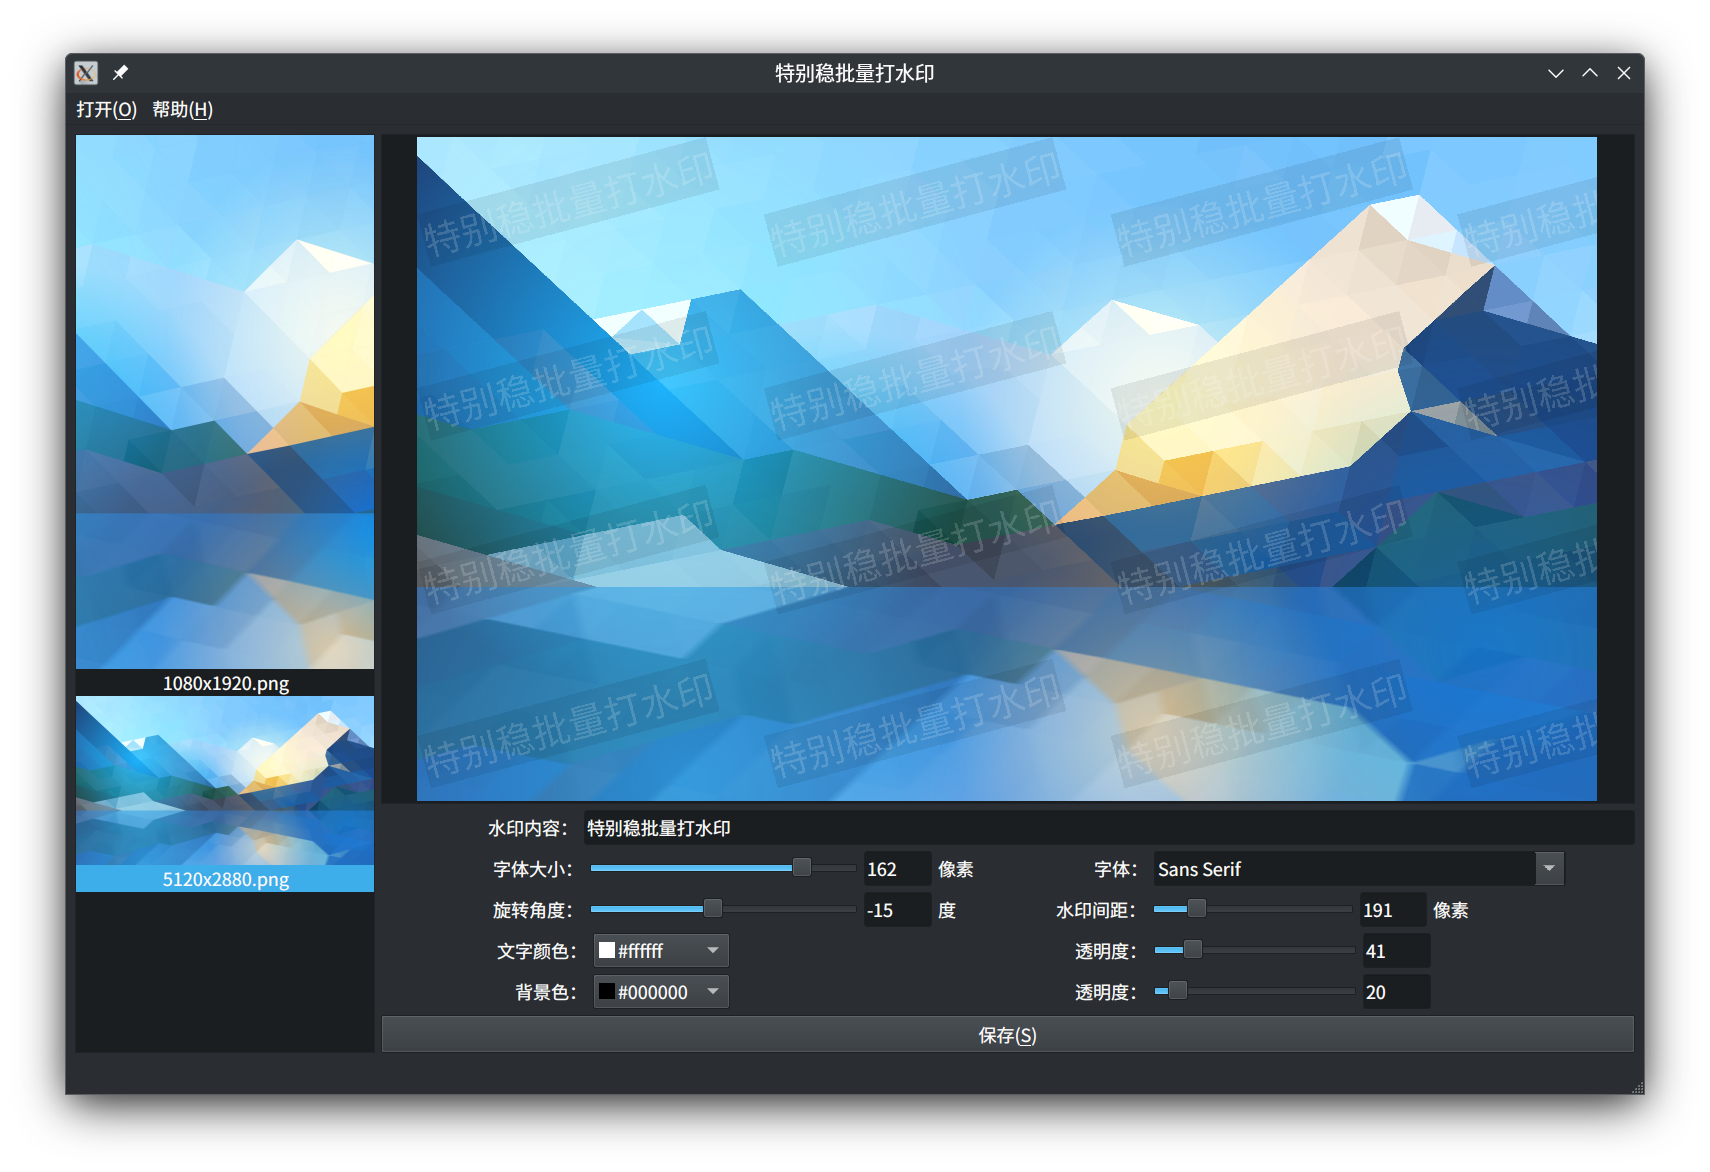 特别稳批量打水印
打开(O) 帮助(H)
特别稳批量打水印 特别稳批量打水印 特别稳批量打水印 特别稳批
特别稳批量打水印 特别稳批量打水印 特别稳批量打水印 特别稳批
特别稳批量打水印 特别稳批量打水印 特别稳批量打水印 特别稳批
特别稳批量打水印 特别稳批量打水印 特别稳批量打水印 特别稳批
1080x1920.png
5120x2880.png
水印内容： 特别稳批量打水印
字体大小： 162 像素 字体： Sans Serif
旋转角度： -15 度 水印间距： 191 像素
文字颜色： #ffffff 透明度： 41
背景色： #000000 透明度： 20
保存(S)